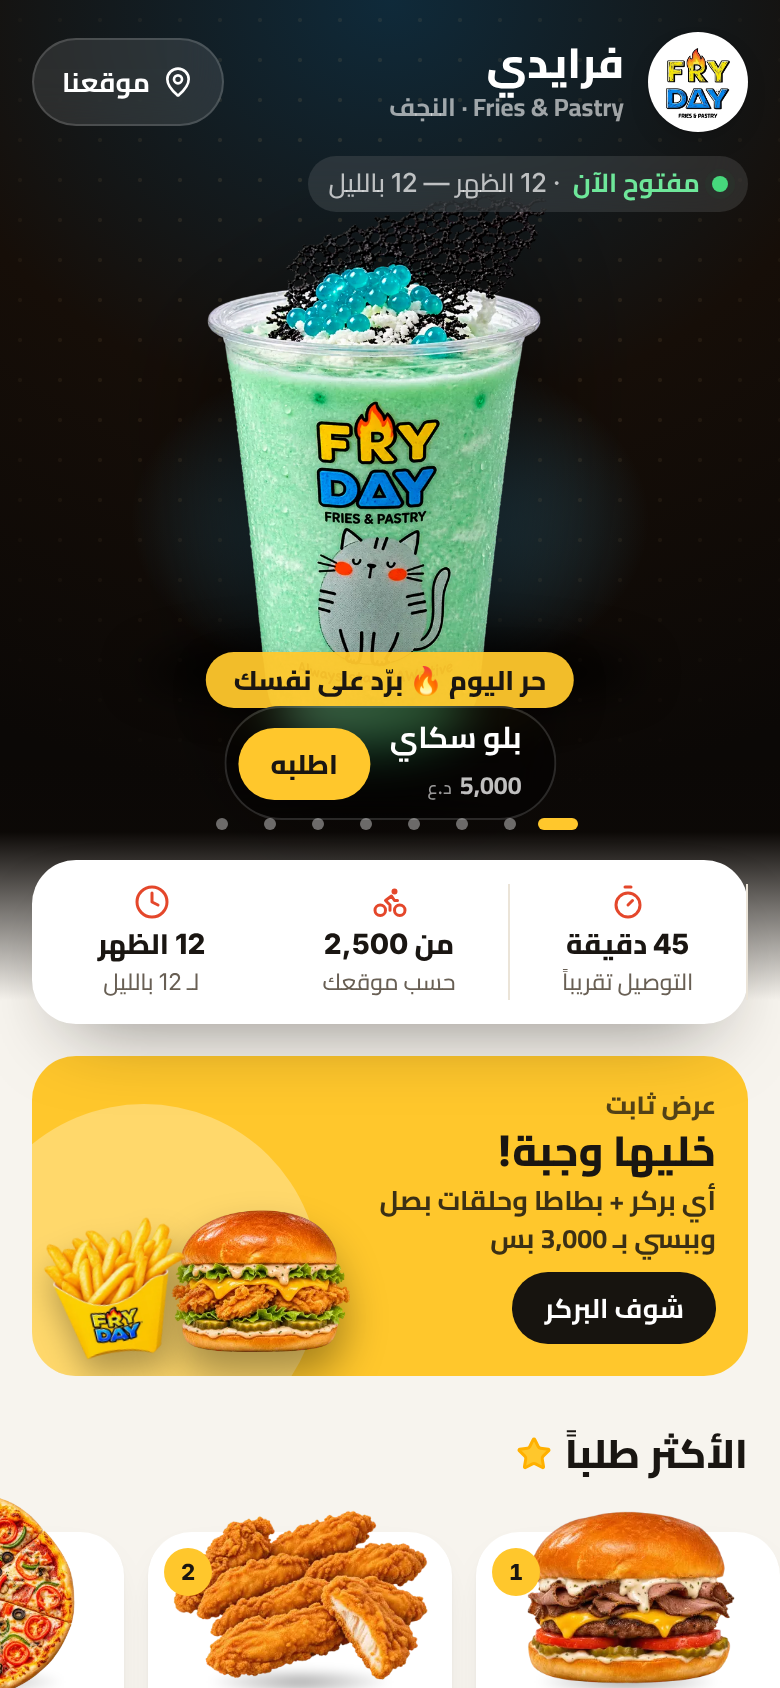 FRY
DAY
FRIES & PASTRY
فرايدي
Fries & Pastry · النجف
موقعنا
مفتوح الآن · 12 الظهر — 12 بالليل
FRY
DAY
FRIES & PASTRY
حر اليوم 🔥 برّد على نفسك
بلو سكاي
5,000 د.ع
اطلبه
45 دقيقة
التوصيل تقريباً
من 2,500
حسب موقعك
12 الظهر
لـ 12 بالليل
عرض ثابت
خليها وجبة!
أي بركر + بطاطا وحلقات بصل
وببسي بـ 3,000 بس
شوف البركر
FRY
DAY
الأكثر طلباً
1
2